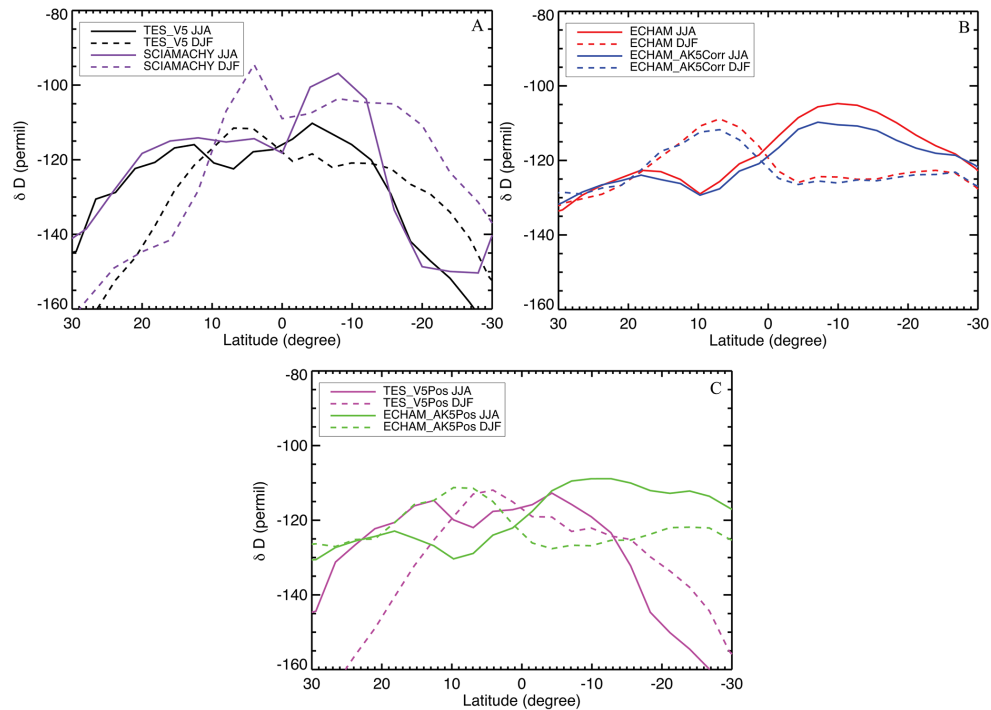 A
TES_V5 JJA
TES_V5 DJF
SCIAMACHY JJA
SCIAMACHY DJF
-80
-100
-120
-140
-160
δ D (permil)
30 20 10 0 -10 -20 -30
Latitude (degree)
B
ECHAM JJA
ECHAM DJF
ECHAM_AK5Corr JJA
ECHAM_AK5Corr DJF
-80
-100
-120
-140
-160
δ D (permil)
30 20 10 0 -10 -20 -30
Latitude (degree)
C
TES_V5Pos JJA
TES_V5Pos DJF
ECHAM_AK5Pos JJA
ECHAM_AK5Pos DJF
-80
-100
-120
-140
-160
δ D (permil)
30 20 10 0 -10 -20 -30
Latitude (degree)